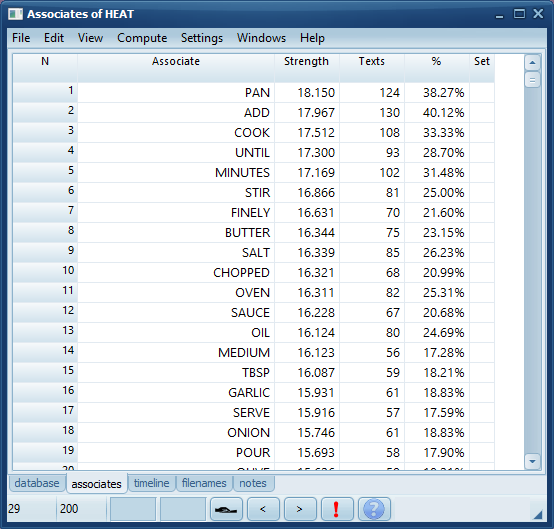 Associates of HEAT
File Edit View Compute Settings Windows Help
N Associate Strength Texts % Set
1 PAN 18.150 124 38.27%
2 ADD 17.967 130 40.12%
3 COOK 17.512 108 33.33%
4 UNTIL 17.300 93 28.70%
5 MINUTES 17.169 102 31.48%
6 STIR 16.866 81 25.00%
7 FINELY 16.631 70 21.60%
8 BUTTER 16.344 75 23.15%
9 SALT 16.339 85 26.23%
10 CHOPPED 16.321 68 20.99%
11 OVEN 16.311 82 25.31%
12 SAUCE 16.228 67 20.68%
13 OIL 16.124 80 24.69%
14 MEDIUM 16.123 56 17.28%
15 TBSP 16.087 59 18.21%
16 GARLIC 15.931 61 18.83%
17 SERVE 15.916 57 17.59%
18 ONION 15.746 61 18.83%
19 POUR 15.693 58 17.90%
database associates timeline filenames notes
29 200 < > ! ?